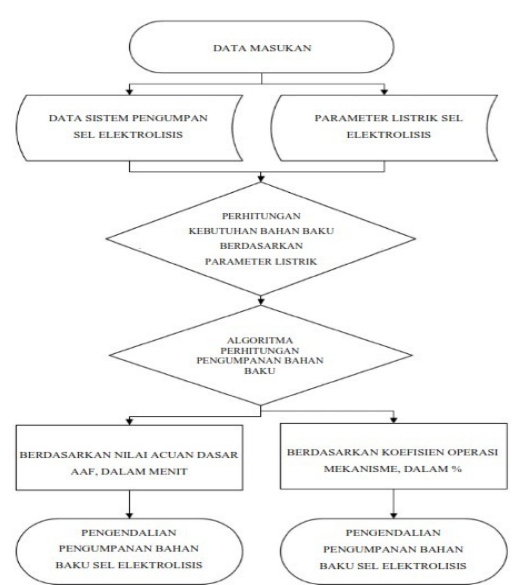 DATA MASUKAN
DATA SISTEM PENGUMPAN
SEL ELEKTROLISIS
PARAMETER LISTRIK SEL
ELEKTROLISIS
PERHITUNGAN
KEBUTUHAN BAHAN BAKU
BERDASARKAN
PARAMETER LISTRIK
ALGORITMA
PERHITUNGAN
PENGUMPANAN BAHAN
BAKU
BERDASARKAN NILAI ACUAN DASAR
AAF, DALAM MENIT
BERDASARKAN KOEFISIEN OPERASI
MEKANISME, DALAM %
PENGENDALIAN
PENGUMPANAN BAHAN
BAKU SEL ELEKTROLISIS
PENGENDALIAN
PENGUMPANAN BAHAN
BAKU SEL ELEKTROLISIS